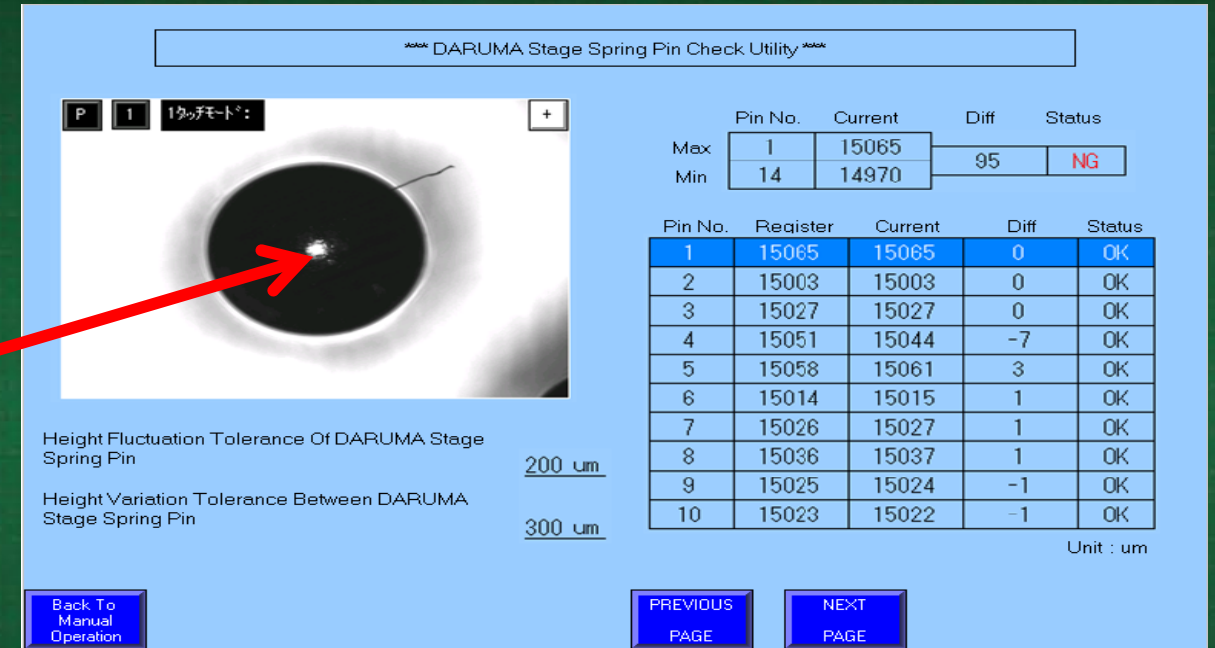 *** DARUMA Stage Spring Pin Check Utility ***
P 1 1ﾀｯﾁﾓｰﾄﾞ: +
Pin No. Current Diff Status
Max 1 15065 95 NG
Min 14 14970
Pin No. Register Current Diff Status
1 15065 15065 0 OK
2 15003 15003 0 OK
3 15027 15027 0 OK
4 15051 15044 -7 OK
5 15058 15061 3 OK
6 15014 15015 1 OK
7 15026 15027 1 OK
8 15036 15037 1 OK
9 15025 15024 -1 OK
10 15023 15022 -1 OK
Unit : um
Height Fluctuation Tolerance Of DARUMA Stage
Spring Pin 200 um
Height Variation Tolerance Between DARUMA
Stage Spring Pin 300 um
Back To
Manual
Operation
PREVIOUS
PAGE
NEXT
PAGE